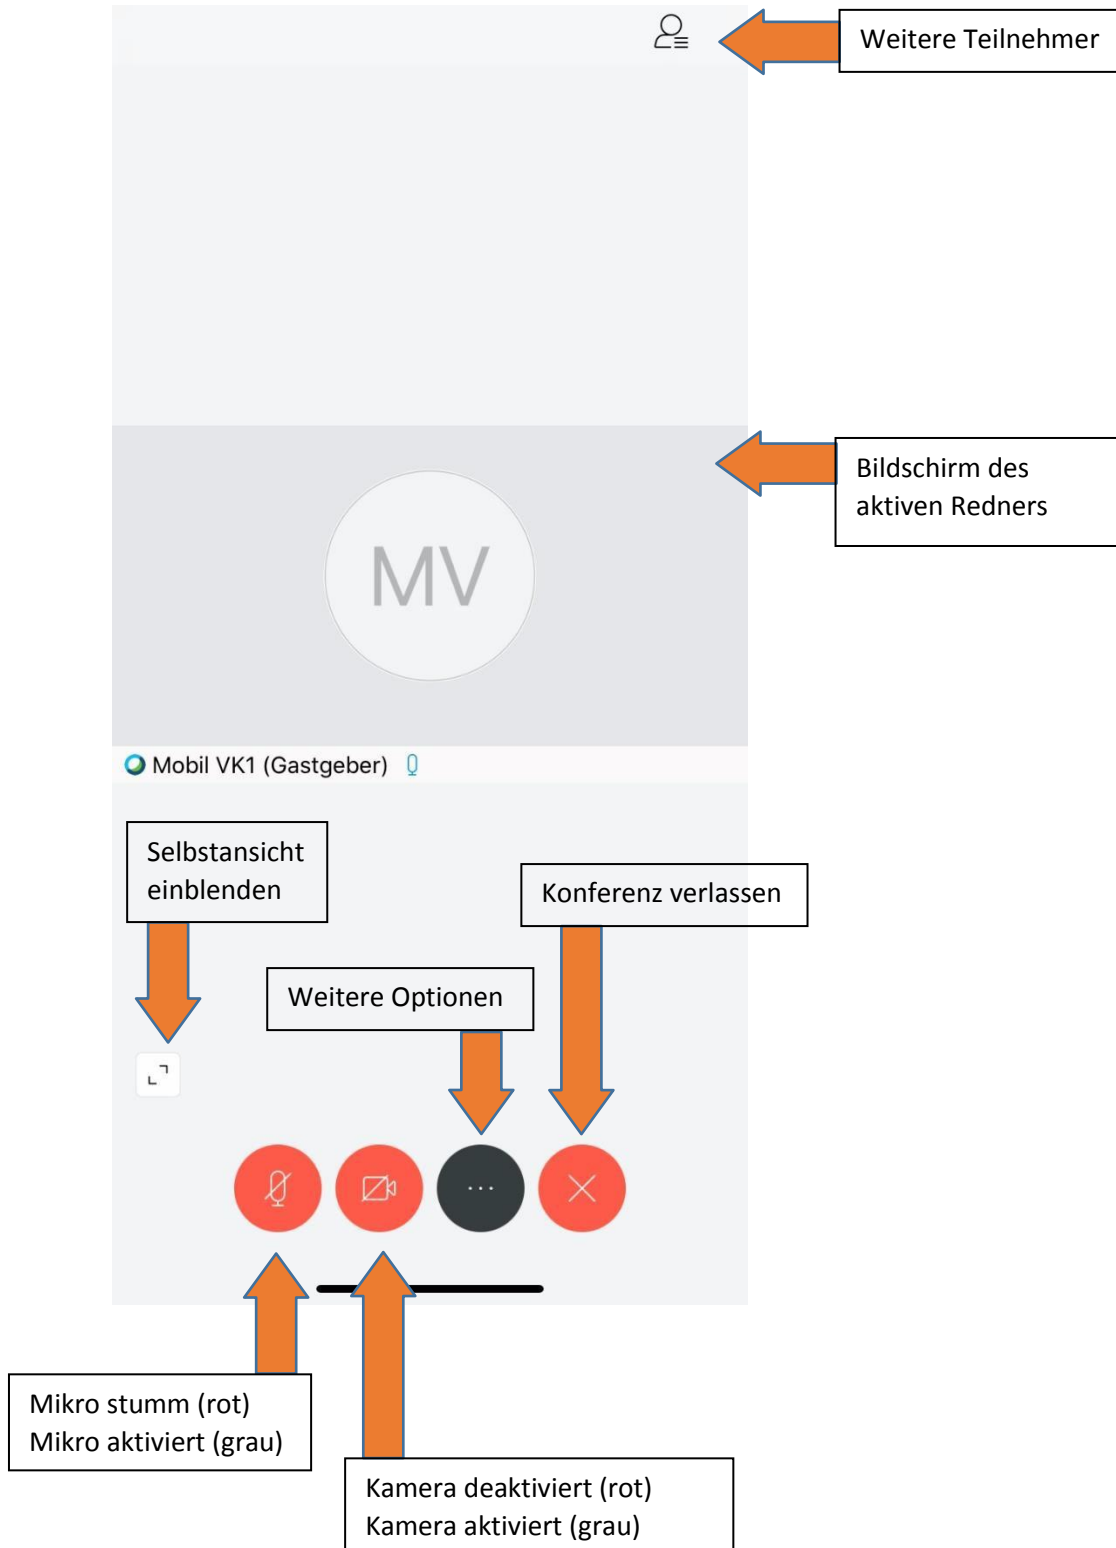 Weitere Teilnehmer
Bildschirm des
aktiven Redners
MV
Mobil VK1 (Gastgeber)
Selbstansicht
einblenden
Konferenz verlassen
Weitere Optionen
Mikro stumm (rot)
Mikro aktiviert (grau)
Kamera deaktiviert (rot)
Kamera aktiviert (grau)